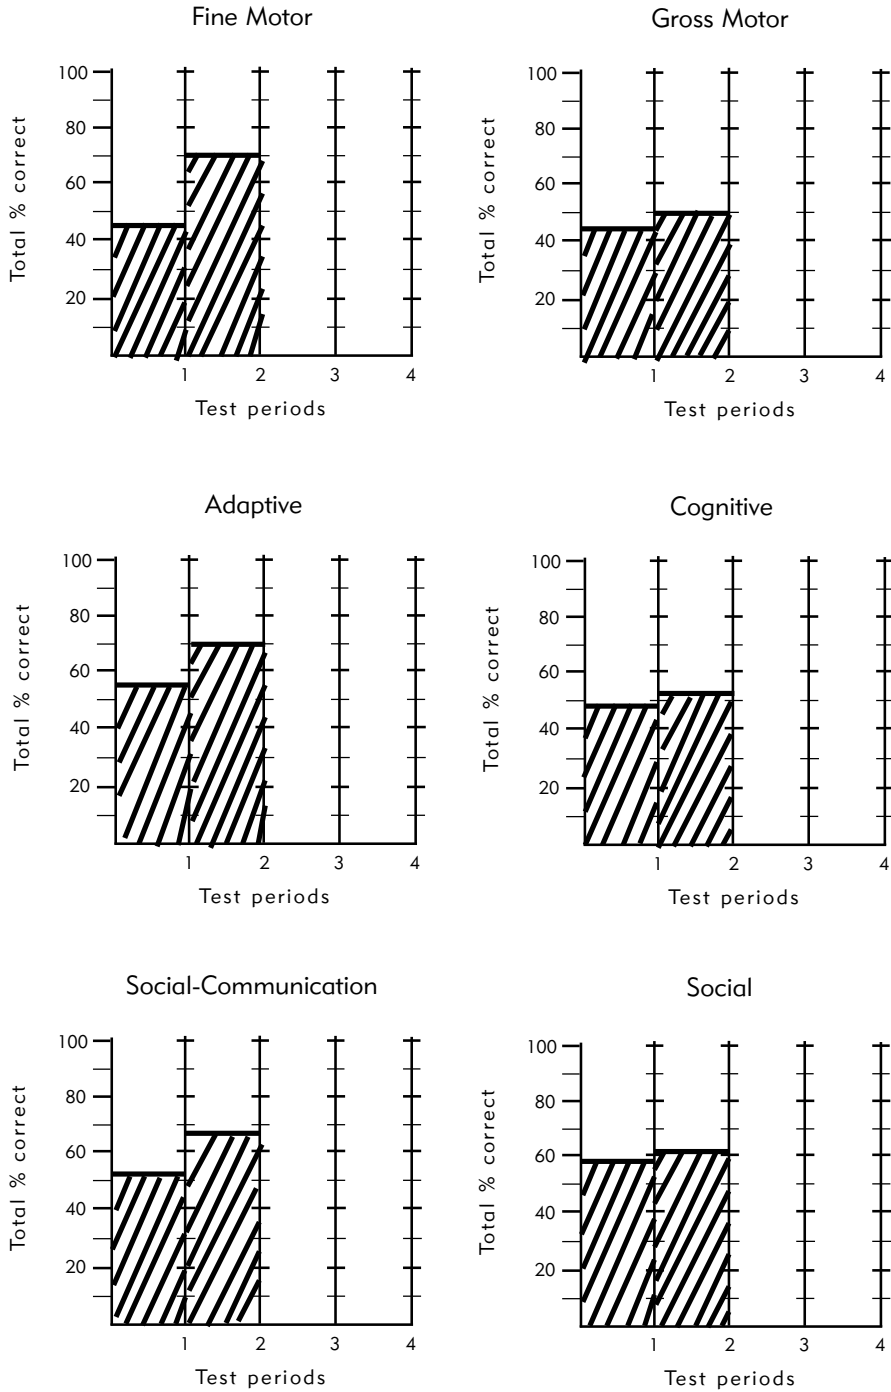 Fine Motor
Total % correct
100
80
60
40
20
1 2 3 4
Test periods
Gross Motor
Total % correct
100
80
60
40
20
1 2 3 4
Test periods
Adaptive
Total % correct
100
80
60
40
20
1 2 3 4
Test periods
Cognitive
Total % correct
100
80
60
40
20
1 2 3 4
Test periods
Social-Communication
Total % correct
100
80
60
40
20
1 2 3 4
Test periods
Social
Total % correct
100
80
60
40
20
1 2 3 4
Test periods